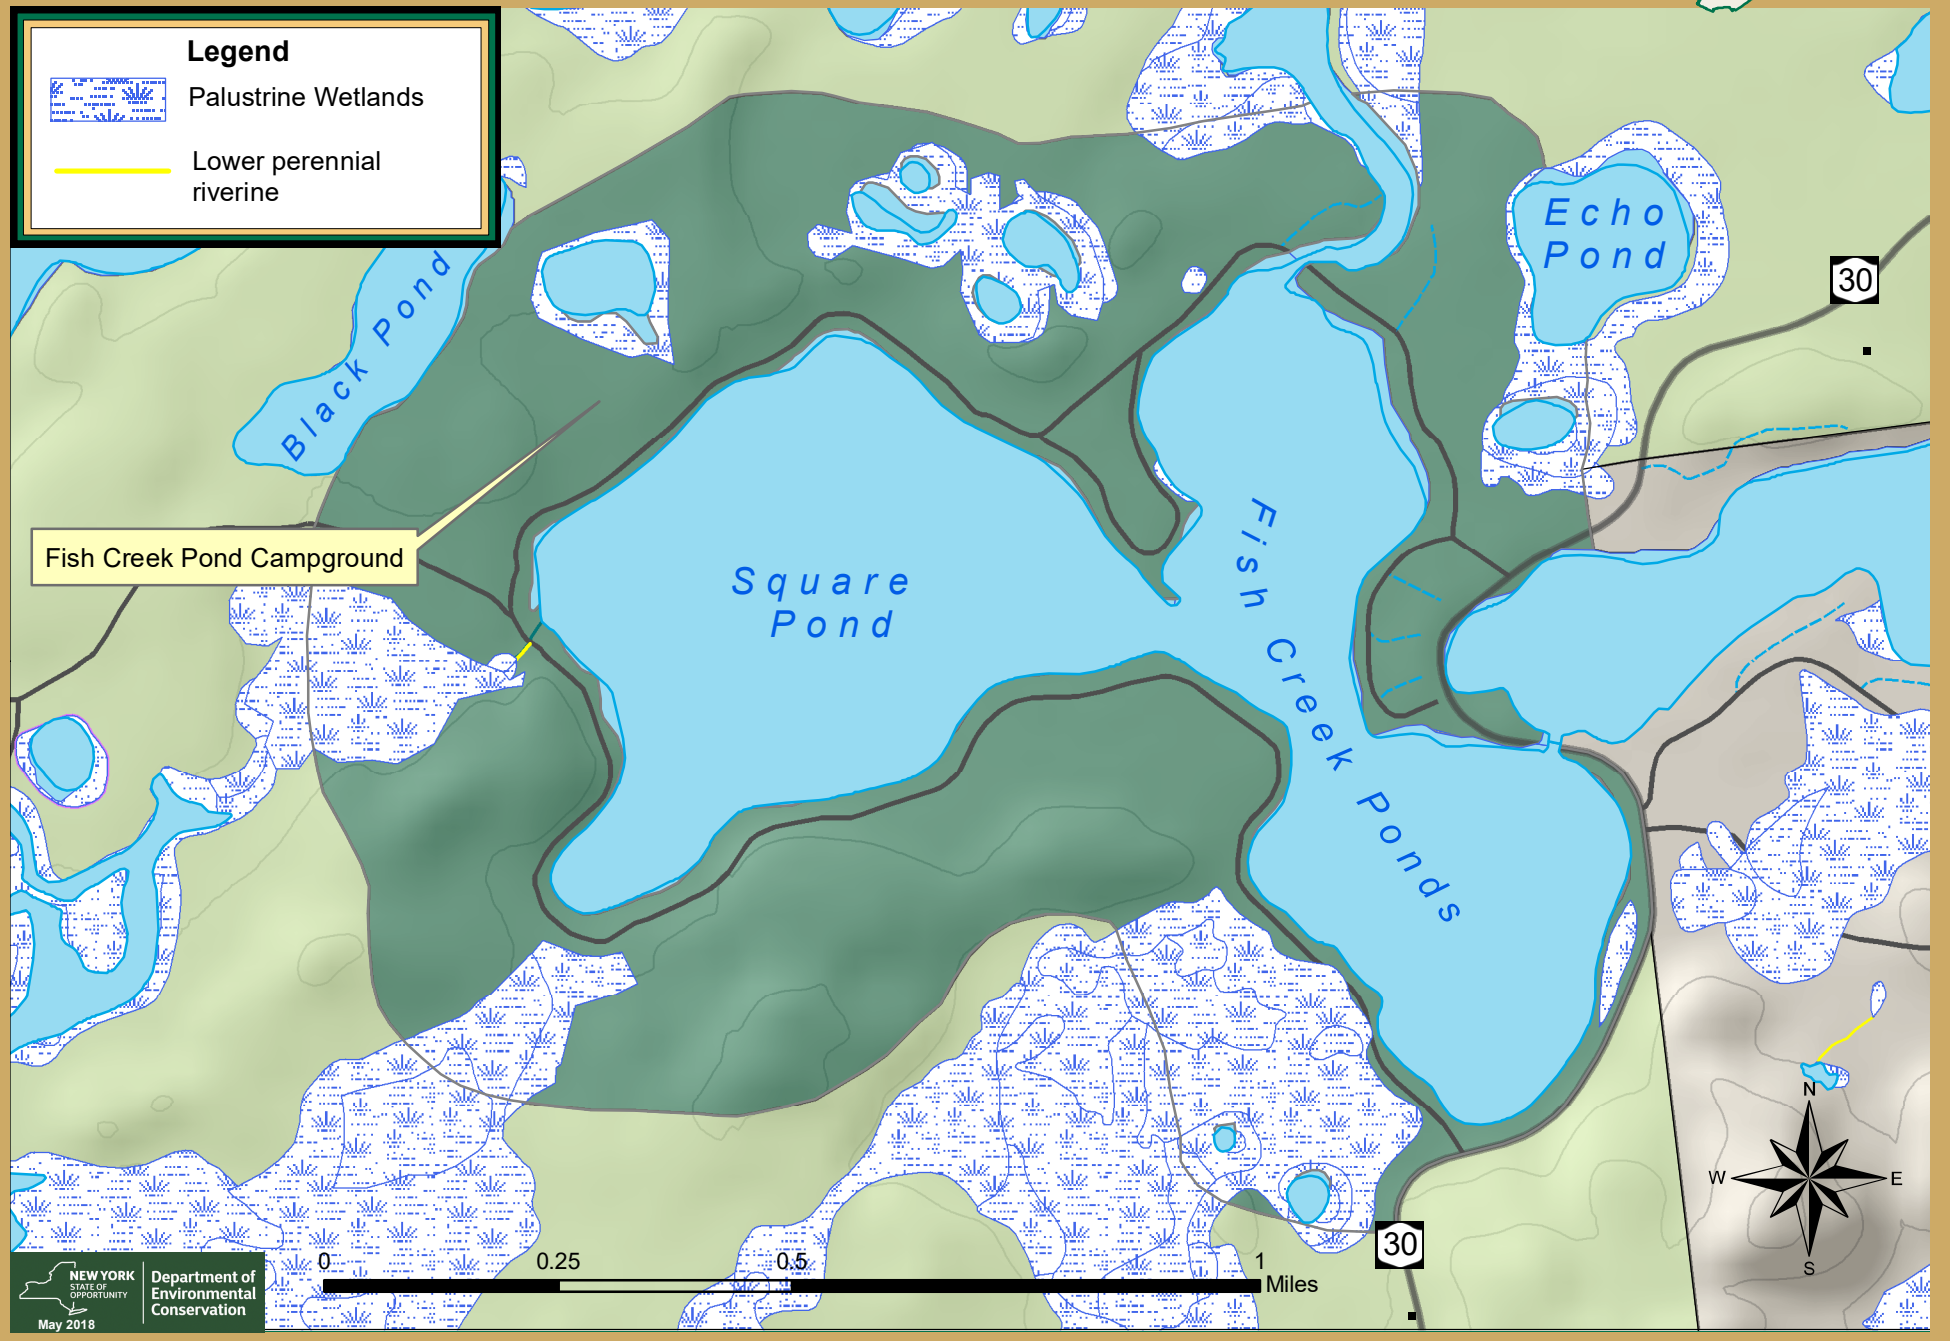 Legend
Palustrine Wetlands
Lower perennial
riverine
Echo
Pond
30
Black Pond
Fish Creek Pond Campground
Square
Pond
Fish Creek Ponds
N
W
E
S
30
0
0.25
0.5
1
Miles
NEW YORK
STATE OF
OPPORTUNITY
Department of
Environmental
Conservation
May 2018